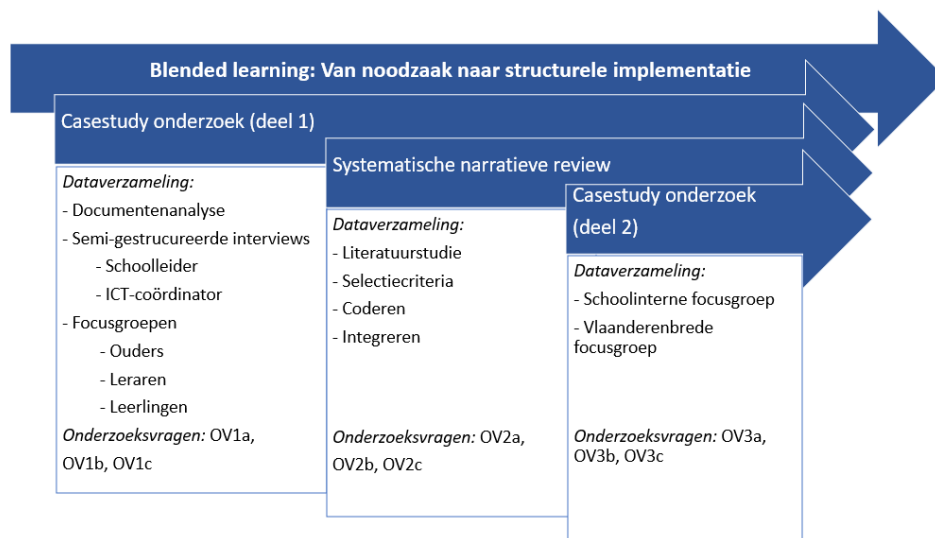 Blended learning: Van noodzaak naar structurele implementatie
Casestudy onderzoek (deel 1)
Dataverzameling:
- Documentenanalyse
- Semi-gestrucureerde interviews
- Schoolleider
- ICT-coördinator
- Focusgroepen
- Ouders
- Leraren
- Leerlingen
Onderzoeksvragen: OV1a,
OV1b, OV1c
Systematische narratieve review
Dataverzameling:
- Literatuurstudie
- Selectiecriteria
- Coderen
- Integreren
Onderzoeksvragen: OV2a,
OV2b, OV2c
Casestudy onderzoek
(deel 2)
Dataverzameling:
- Schoolinterne focusgroep
- Vlaanderenbrede
focusgroep
Onderzoeksvragen: OV3a,
OV3b, OV3c